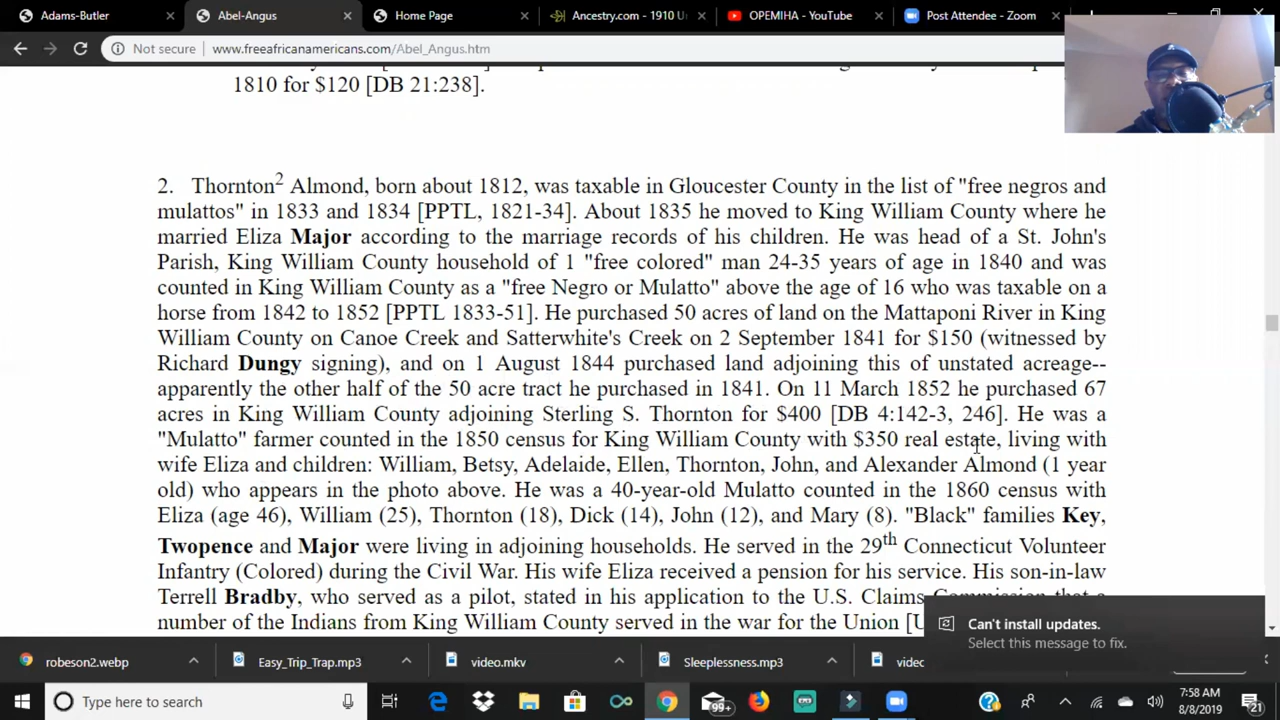 Adams-Butler
Abel-Angus
Home Page
Ancestry.com - 1910 U
OPEMIHA - YouTube
Post Attendee - Zoom
Not secure
www.freeafricanamericans.com/Abel_Angus.htm
1810 for $120 [DB 21:238].
2. Thornton2 Almond, born about 1812, was taxable in Gloucester County in the list of "free negros and
mulattos" in 1833 and 1834 [PPTL, 1821-34]. About 1835 he moved to King William County where he
married Eliza Major according to the marriage records of his children. He was head of a St. John's
Parish, King William County household of 1 "free colored" man 24-35 years of age in 1840 and was
counted in King William County as a "free Negro or Mulatto" above the age of 16 who was taxable on a
horse from 1842 to 1852 [PPTL 1833-51]. He purchased 50 acres of land on the Mattaponi River in King
William County on Canoe Creek and Satterwhite's Creek on 2 September 1841 for $150 (witnessed by
Richard Dungy signing), and on 1 August 1844 purchased land adjoining this of unstated acreage--
apparently the other half of the 50 acre tract he purchased in 1841. On 11 March 1852 he purchased 67
acres in King William County adjoining Sterling S. Thornton for $400 [DB 4:142-3, 246]. He was a
"Mulatto" farmer counted in the 1850 census for King William County with $350 real estate, living with
wife Eliza and children: William, Betsy, Adelaide, Ellen, Thornton, John, and Alexander Almond (1 year
old) who appears in the photo above. He was a 40-year-old Mulatto counted in the 1860 census with
Eliza (age 46), William (25), Thornton (18), Dick (14), John (12), and Mary (8). "Black" families Key,
Twopence and Major were living in adjoining households. He served in the 29th Connecticut Volunteer
Infantry (Colored) during the Civil War. His wife Eliza received a pension for his service. His son-in-law
Terrell Bradby, who served as a pilot, stated in his application to the U.S. Claims Commission that a
number of the Indians from King William County served in the war for the Union [U
Can't install updates.
Select this message to fix.
robeson2.webp
Easy_Trip_Trap.mp3
video.mkv
Sleeplessness.mp3
videc
Type here to search
99+
7:58 AM
8/8/2019
21